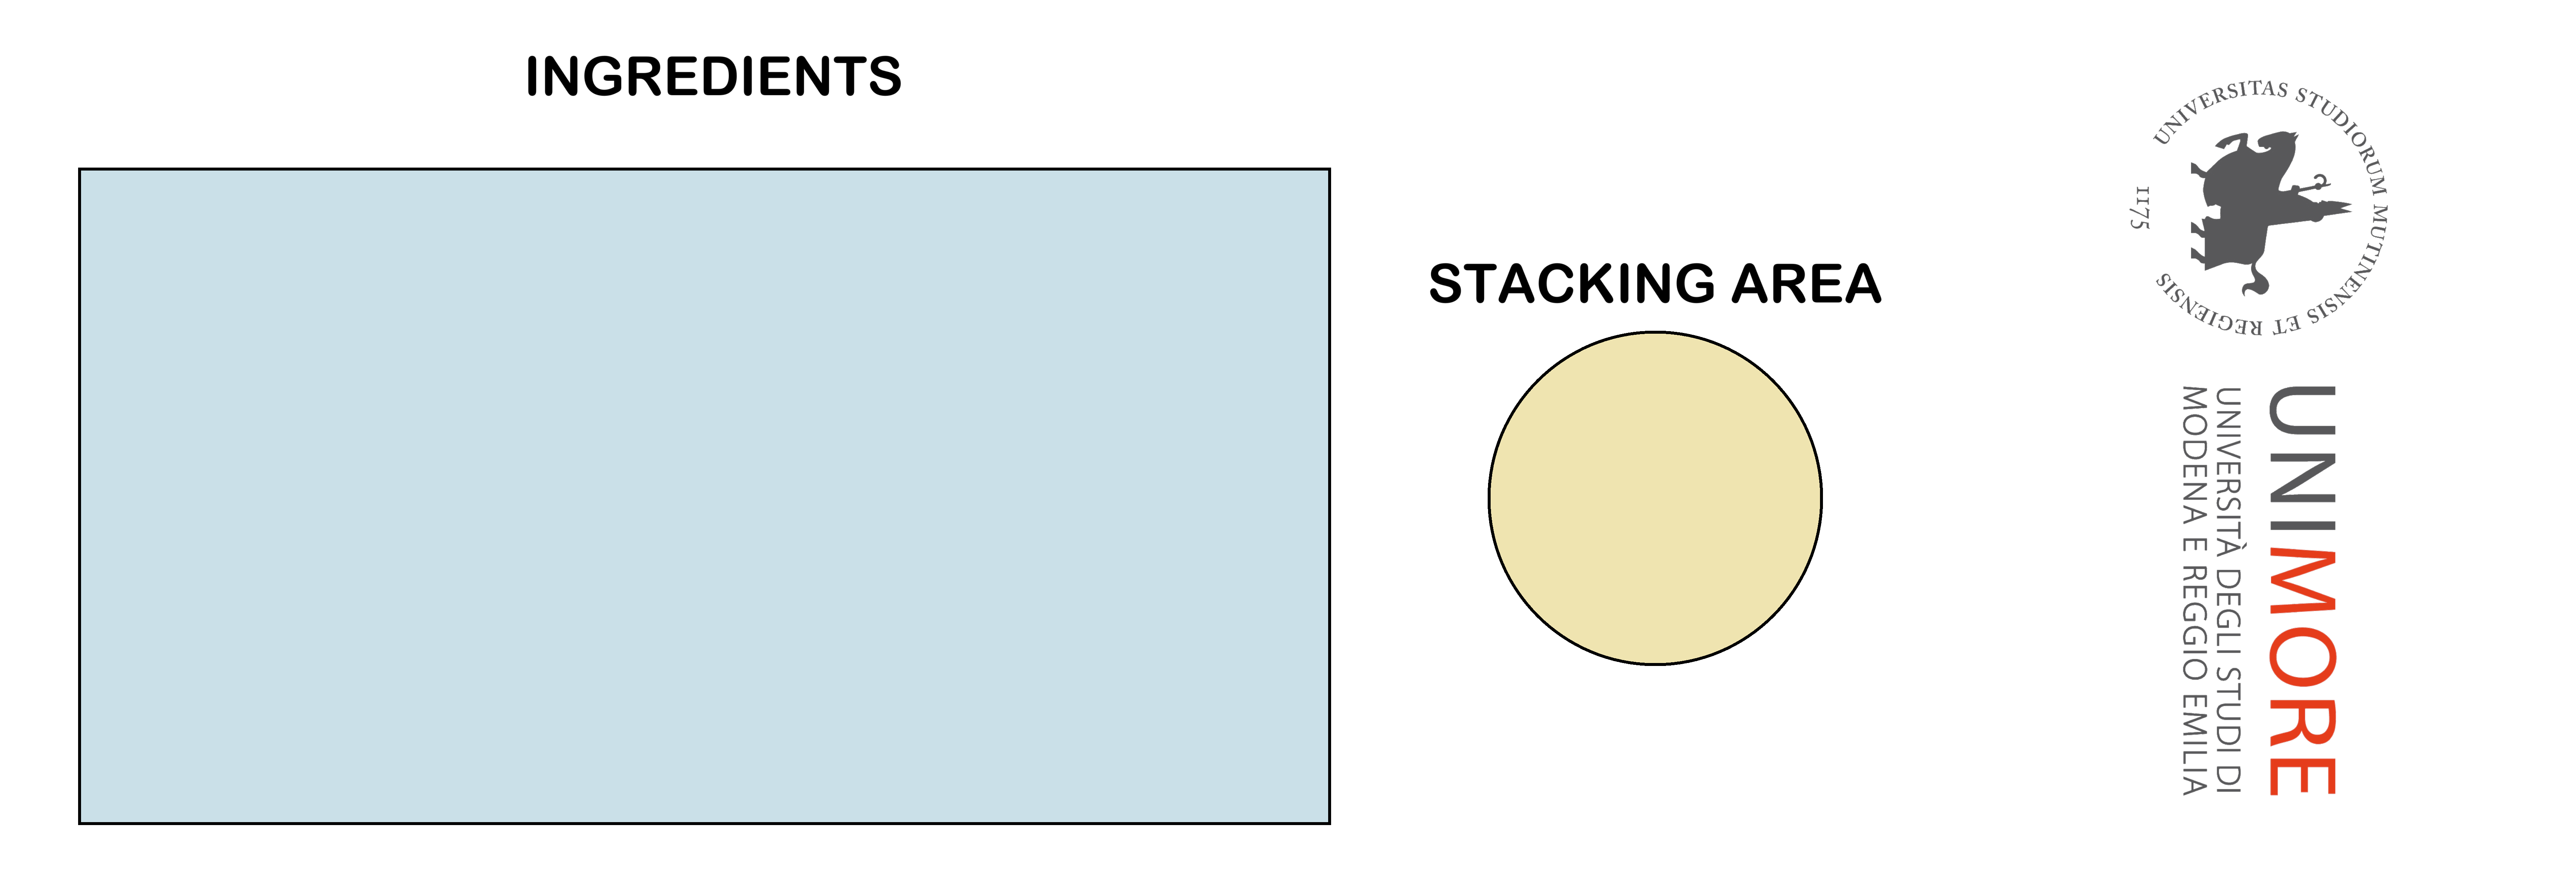 INGREDIENTS
STACKING AREA
UNIVERSITAS STUDIORUM MUTINENSIS ET REGIENSIS
1175
UNIMORE
UNIVERSITÀ DEGLI STUDI DI
MODENA E REGGIO EMILIA